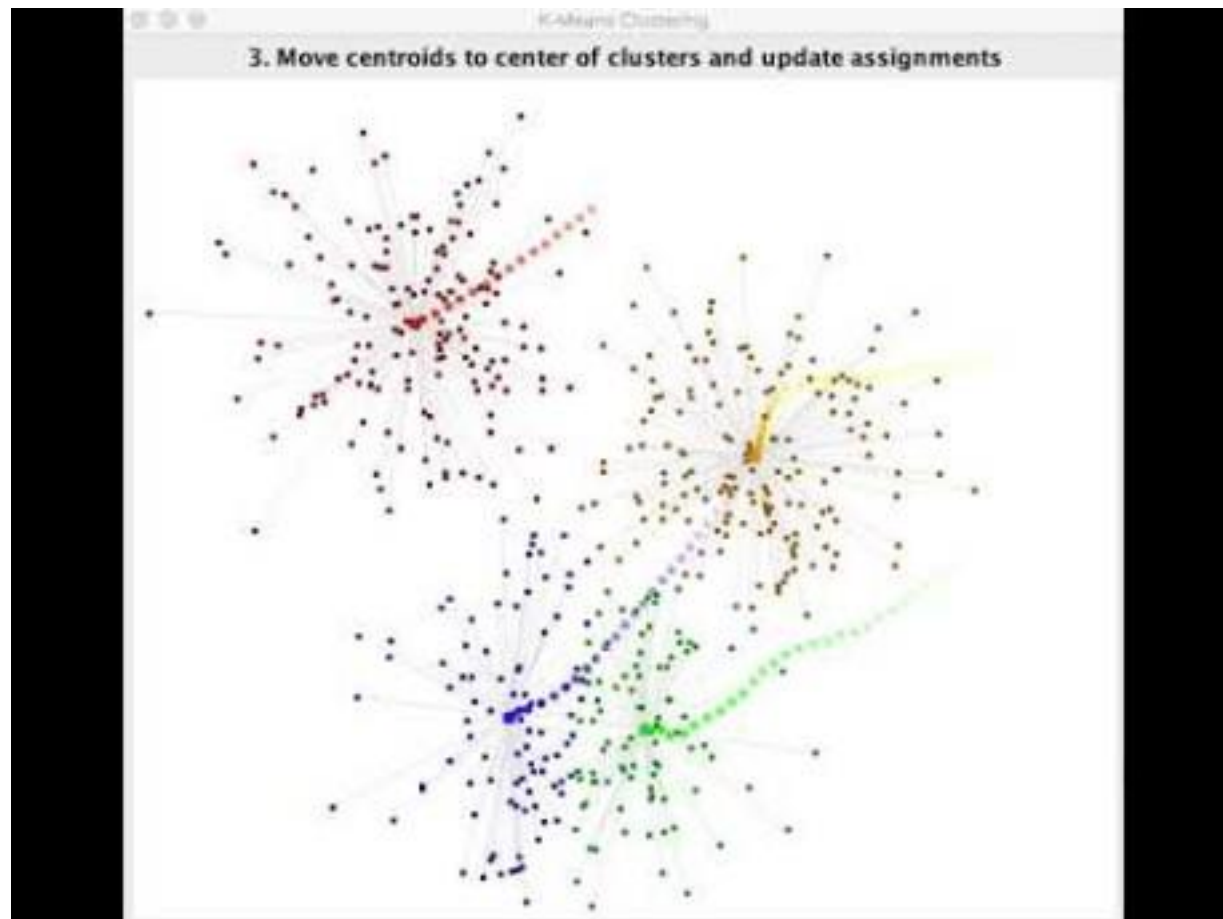 K-Means Clustering
3. Move centroids to center of clusters and update assignments